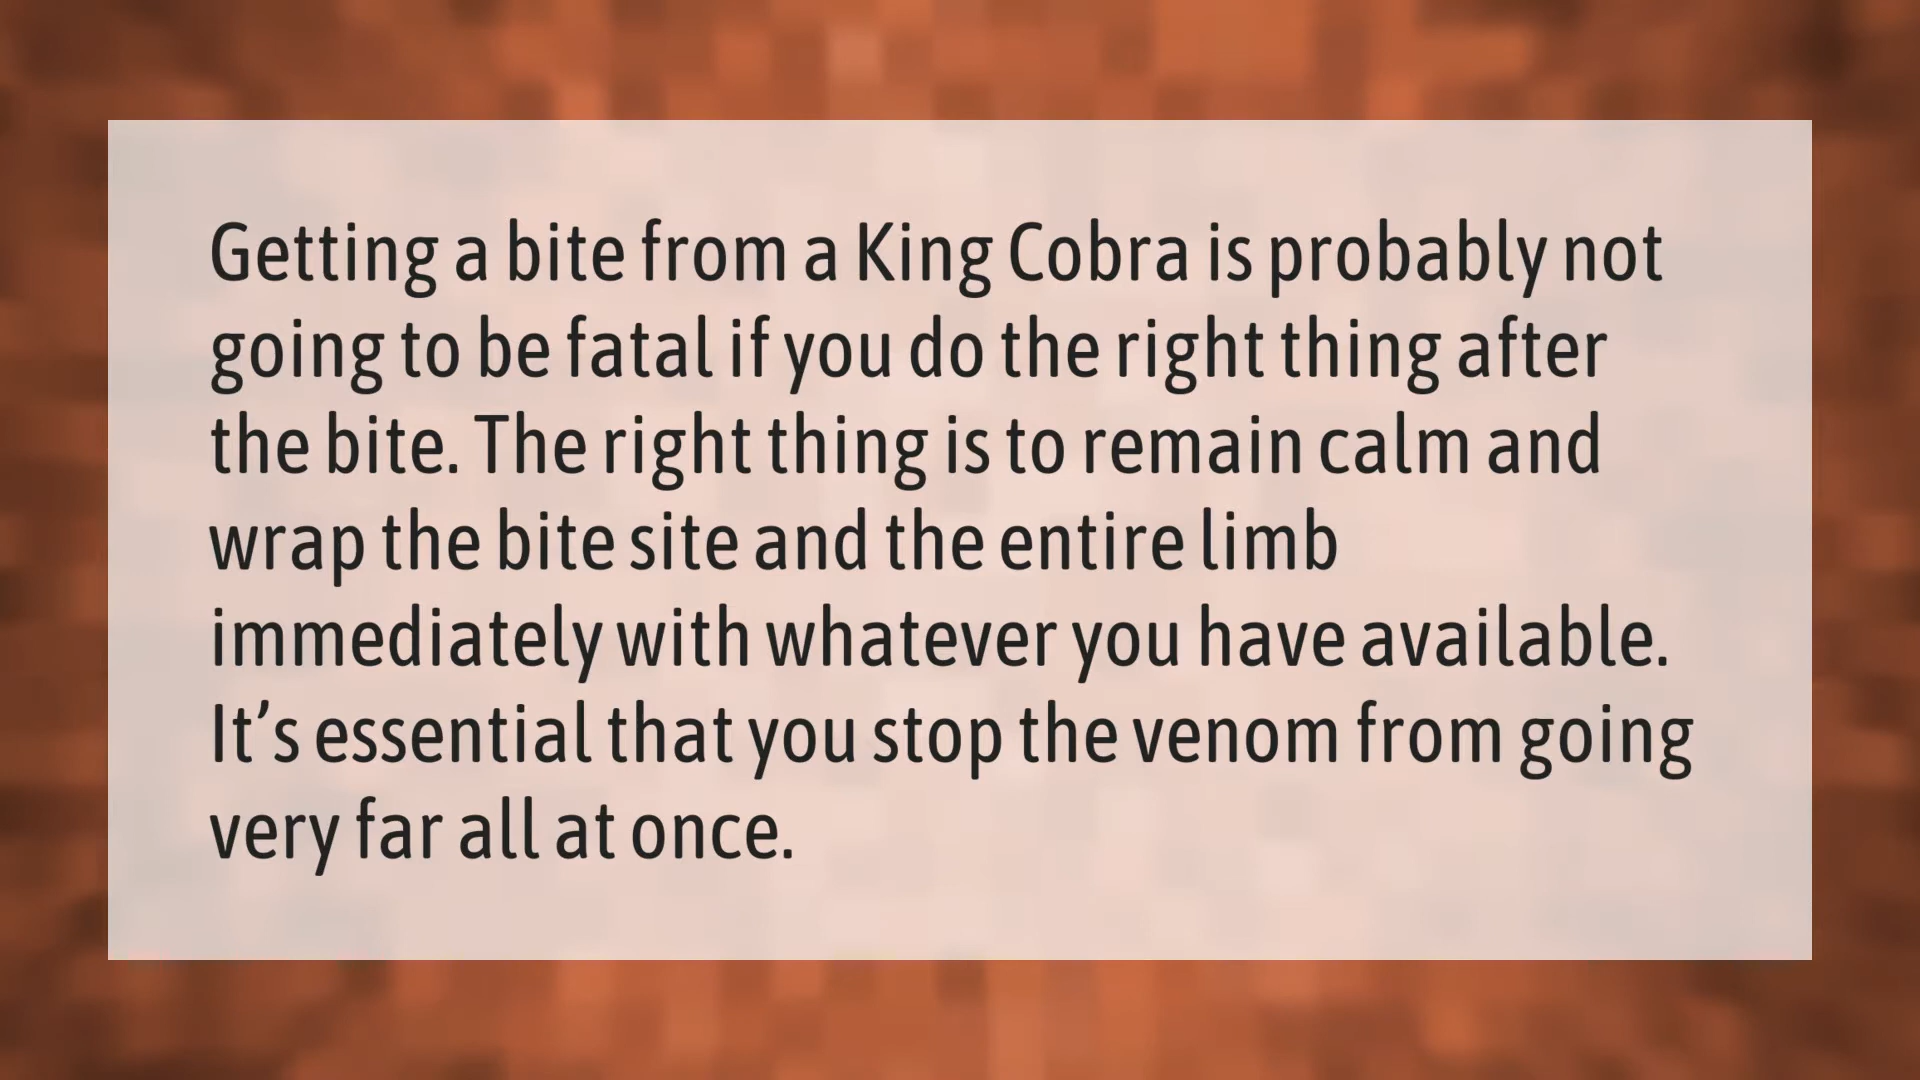 Getting a bite from a King Cobra is probably not
going to be fatal if you do the right thing after
the bite. The right thing is to remain calm and
wrap the bite site and the entire limb
immediately with whatever you have available.
It’s essential that you stop the venom from going
very far all at once.